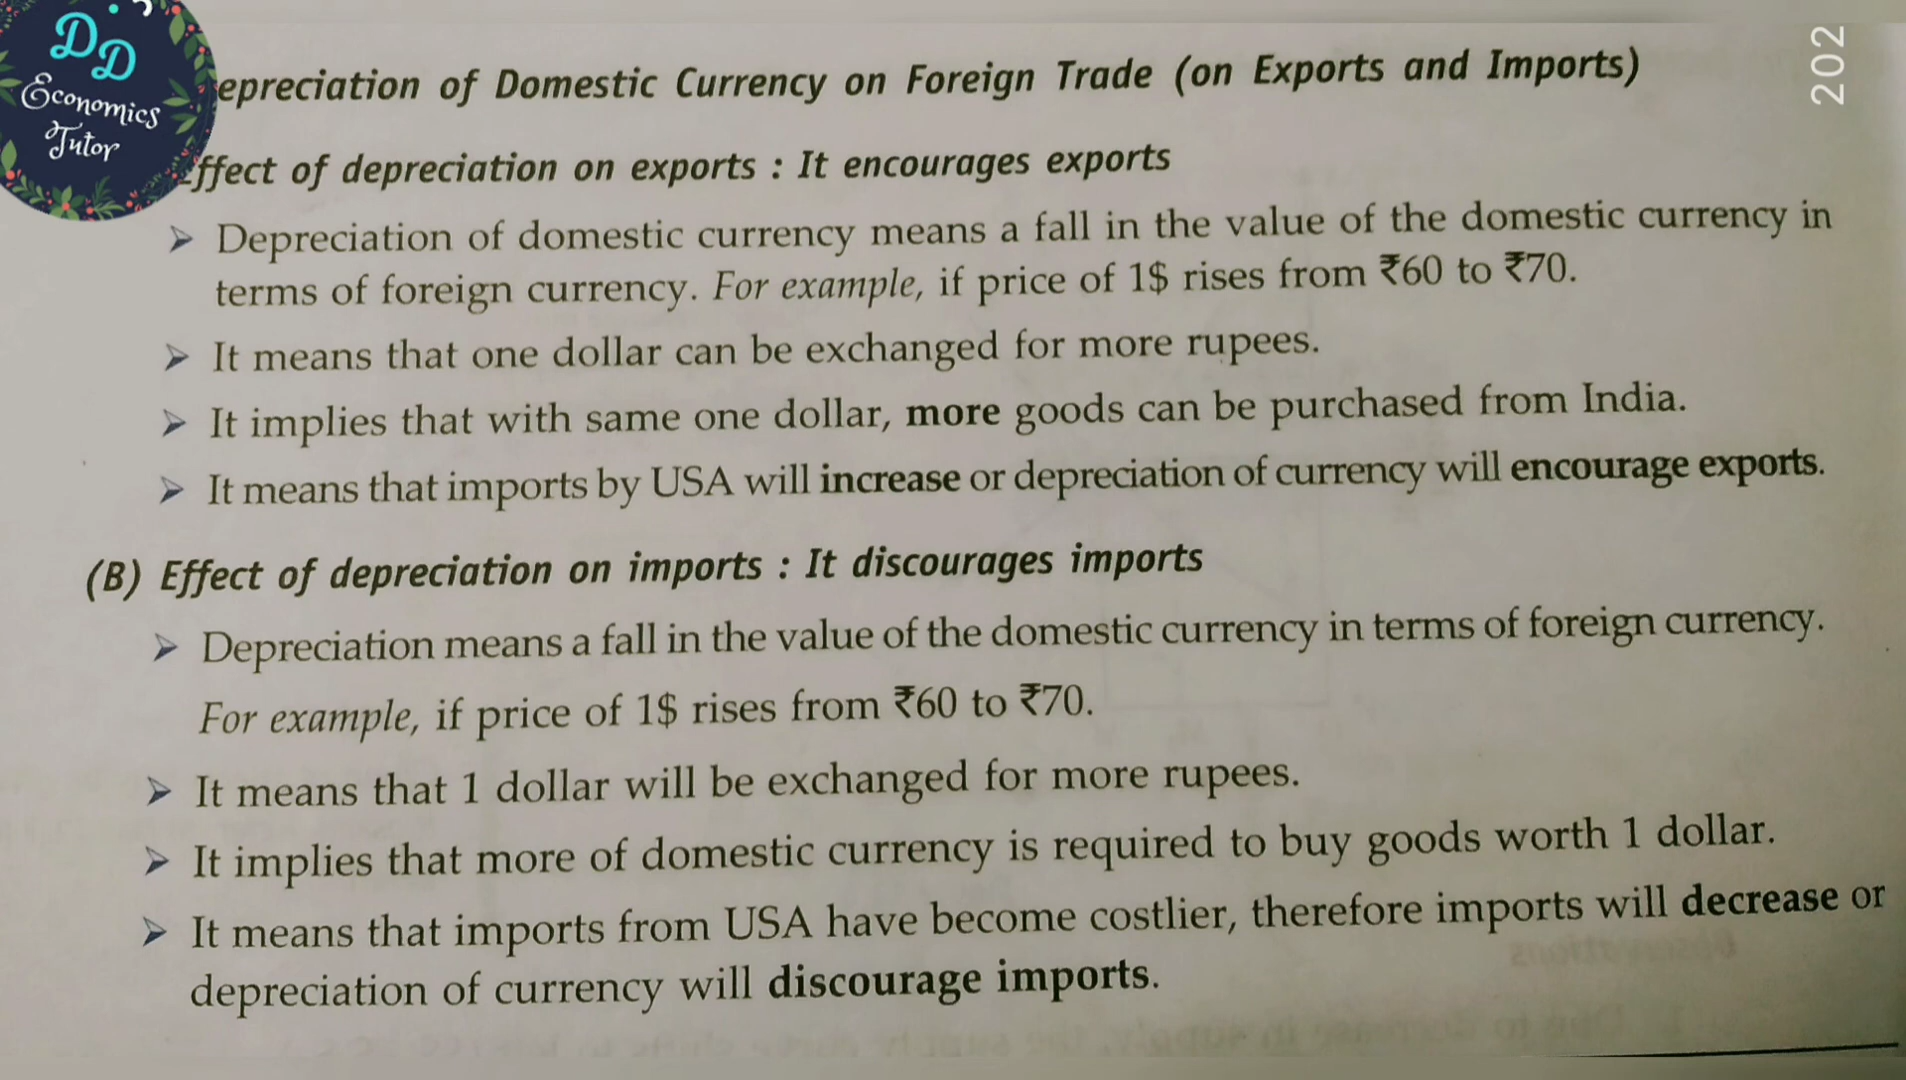 DD
Economics
Tutor
202
epreciation of Domestic Currency on Foreign Trade (on Exports and Imports)
ffect of depreciation on exports : It encourages exports
➤ Depreciation of domestic currency means a fall in the value of the domestic currency in
terms of foreign currency. For example, if price of 1$ rises from ₹60 to ₹70.
➤ It means that one dollar can be exchanged for more rupees.
➤ It implies that with same one dollar, more goods can be purchased from India.
➤ It means that imports by USA will increase or depreciation of currency will encourage exports.
(B) Effect of depreciation on imports : It discourages imports
➤ Depreciation means a fall in the value of the domestic currency in terms of foreign currency.
For example, if price of 1$ rises from ₹60 to ₹70.
➤ It means that 1 dollar will be exchanged for more rupees.
➤ It implies that more of domestic currency is required to buy goods worth 1 dollar.
➤ It means that imports from USA have become costlier, therefore imports will decrease or
depreciation of currency will discourage imports.